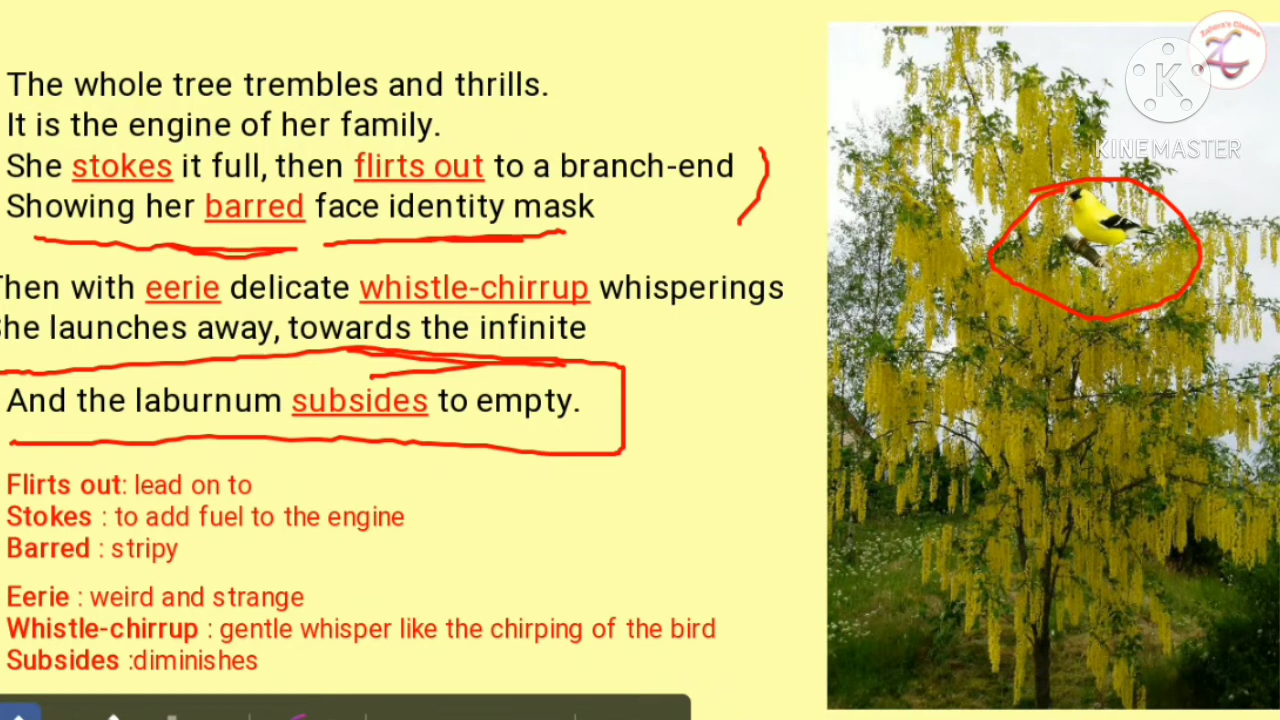 The whole tree trembles and thrills.
It is the engine of her family.
She stokes it full, then flirts out to a branch-end
Showing her barred face identity mask
Then with eerie delicate whistle-chirrup whisperings
She launches away, towards the infinite
And the laburnum subsides to empty.
Flirts out: lead on to
Stokes : to add fuel to the engine
Barred : stripy
Eerie : weird and strange
Whistle-chirrup : gentle whisper like the chirping of the bird
Subsides :diminishes
K
KINEMASTER